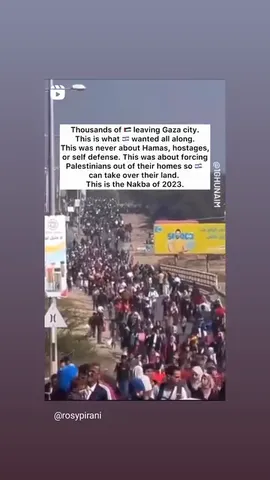 Thousands of 🇵🇸 leaving Gaza city.
This is what 🇮🇱 wanted all along.
This was never about Hamas, hostages,
or self defense. This was about forcing
Palestinians out of their homes so 🇮🇱
can take over their land.
This is the Nakba of 2023.
@1GHUNAIM
@rosypirani